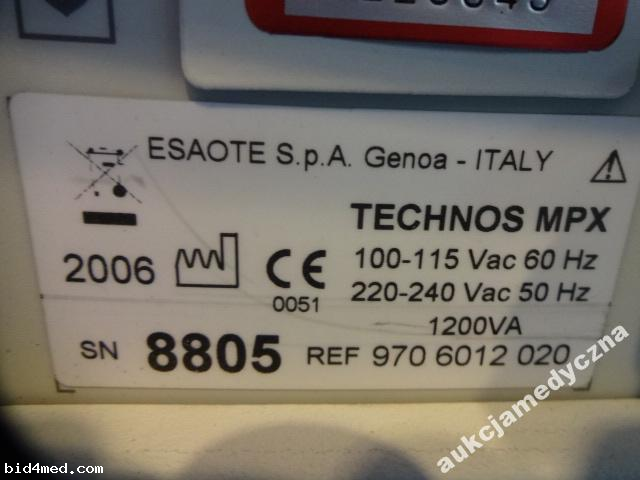 ESAOTE S.p.A. Genoa - ITALY
TECHNOS MPX
2006
CE
0051
100-115 Vac 60 Hz
220-240 Vac 50 Hz
1200VA
SN 8805 REF 970 6012 020
aukcjamedyczna
bid4med.com